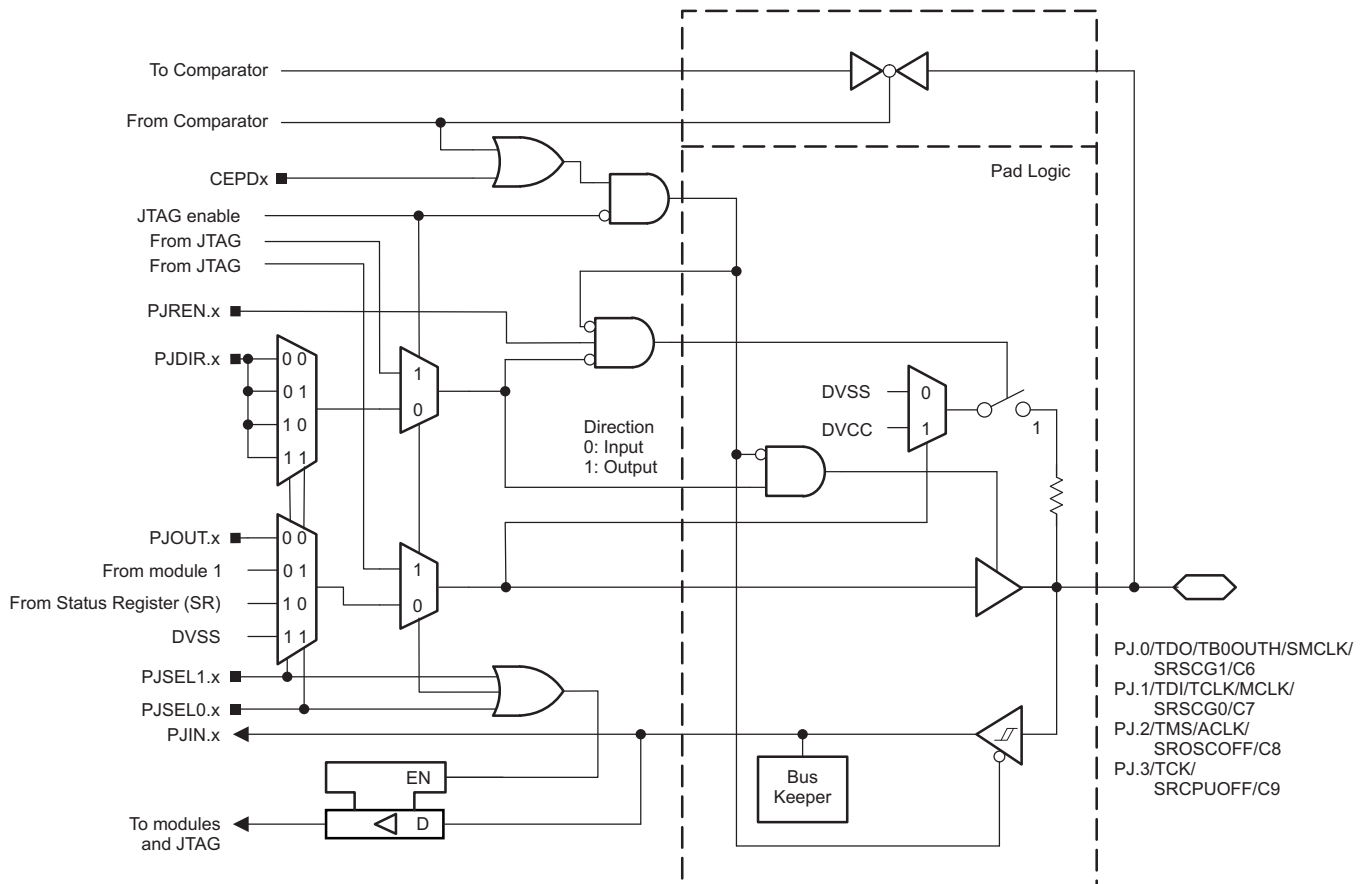 To Comparator
From Comparator
Pad Logic
CEPDx
JTAG enable
From JTAG
From JTAG
PJREN.x
PJDIR.x
0 0
0 1
1 0
1 1
1
0
DVSS
DVCC
0
1
1
Direction
0: Input
1: Output
PJOUT.x
From module 1
From Status Register (SR)
DVSS
0 0
0 1
1 0
1 1
1
0
PJSEL1.x
PJSEL0.x
PJIN.x
EN
D
To modules
and JTAG
Bus
Keeper
PJ.0/TDO/TB0OUTH/SMCLK/
SRSCG1/C6
PJ.1/TDI/TCLK/MCLK/
SRSCG0/C7
PJ.2/TMS/ACLK/
SROSCOFF/C8
PJ.3/TCK/
SRCPUOFF/C9